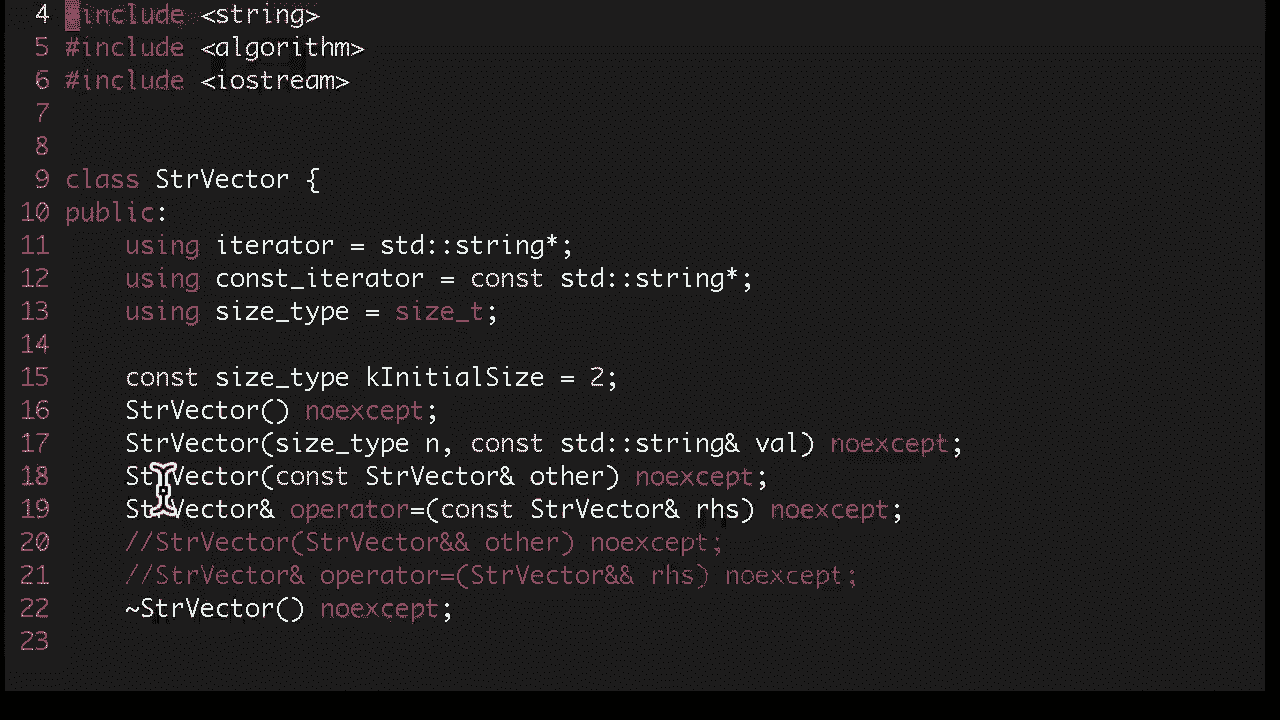 4 #include <string>
5 #include <algorithm>
6 #include <iostream>
7
8
9 class StrVector {
10 public:
11     using iterator = std::string*;
12     using const_iterator = const std::string*;
13     using size_type = size_t;
14
15     const size_type kInitialSize = 2;
16     StrVector() noexcept;
17     StrVector(size_type n, const std::string& val) noexcept;
18     StrVector(const StrVector& other) noexcept;
19     StrVector& operator=(const StrVector& rhs) noexcept;
20     //StrVector(StrVector&& other) noexcept;
21     //StrVector& operator=(StrVector&& rhs) noexcept;
22     ~StrVector() noexcept;
23